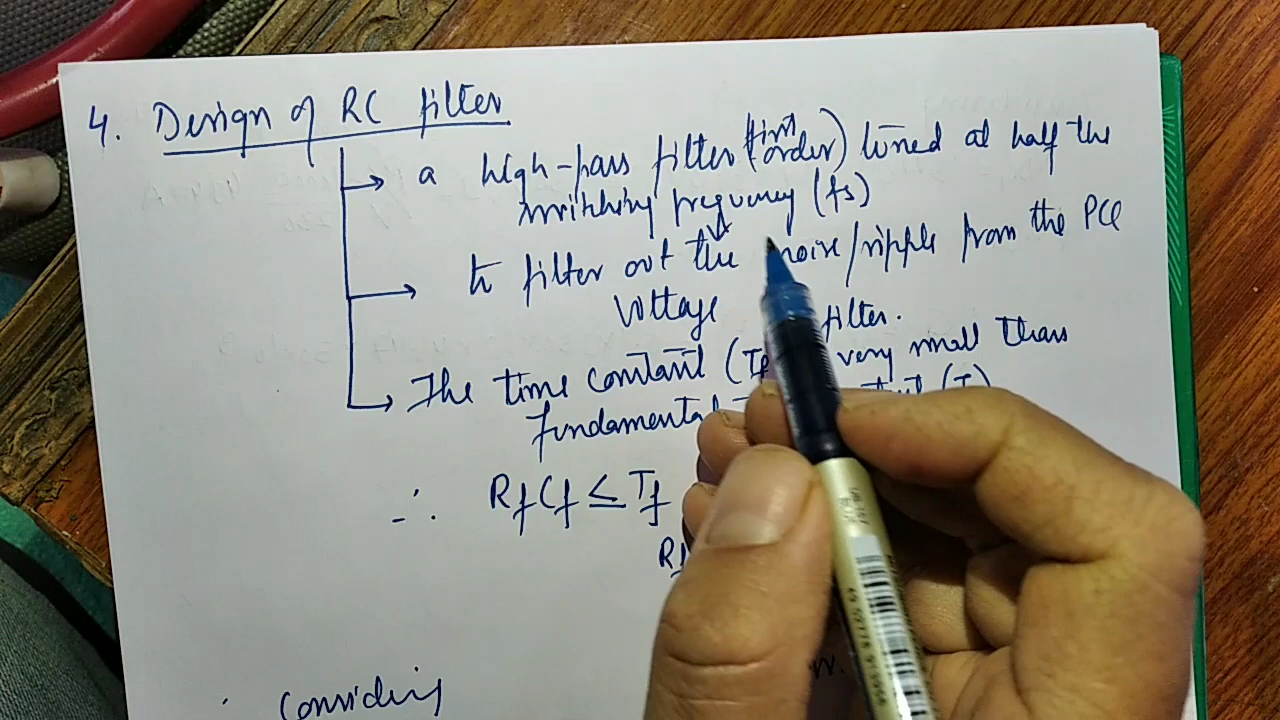 4. Design of RC filter
a high-pass filter (first order) tuned at half the
switching frequency (fs)
to filter out the noise/ripple from the PCC
voltage filter.
The time constant (Tf very small than
fundamental (T)
∴ RfCf ≤ Tf
Rf
Considering